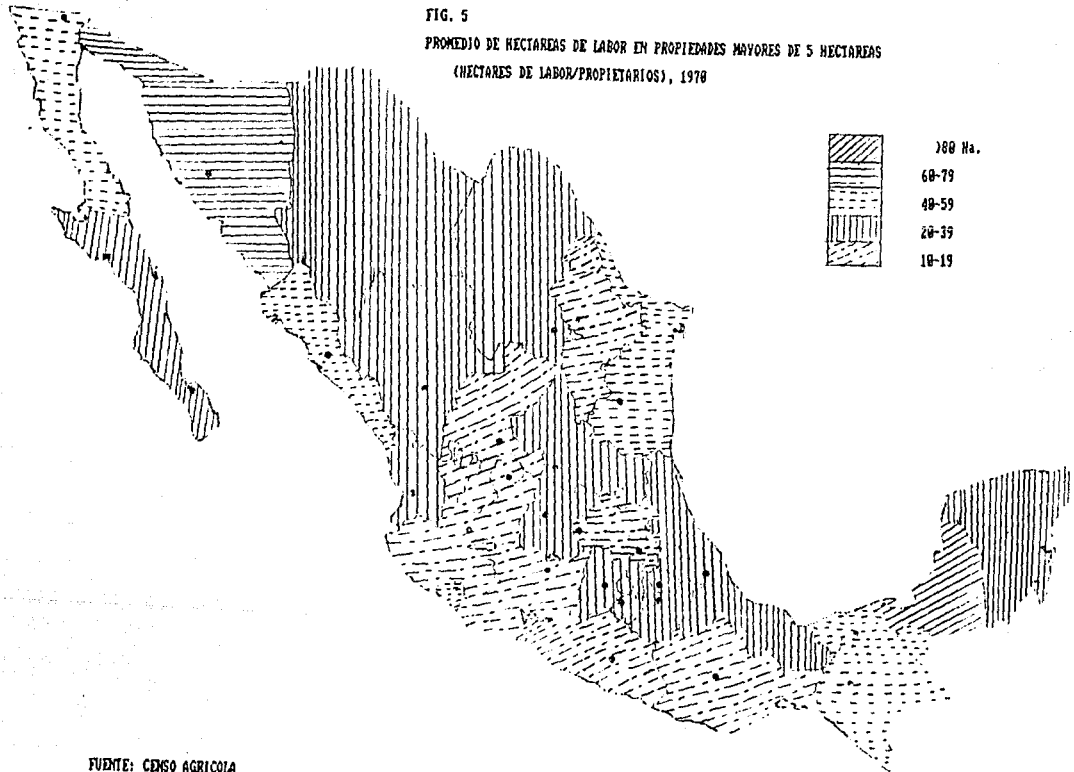 FIG. 5
PROMEDIO DE HECTAREAS DE LABOR EN PROPIEDADES MAYORES DE 5 HECTAREAS
(HECTARES DE LABOR/PROPIETARIOS), 1970
>80 Ha.
60-79
40-59
20-39
10-19
FUENTE: CENSO AGRICOLA